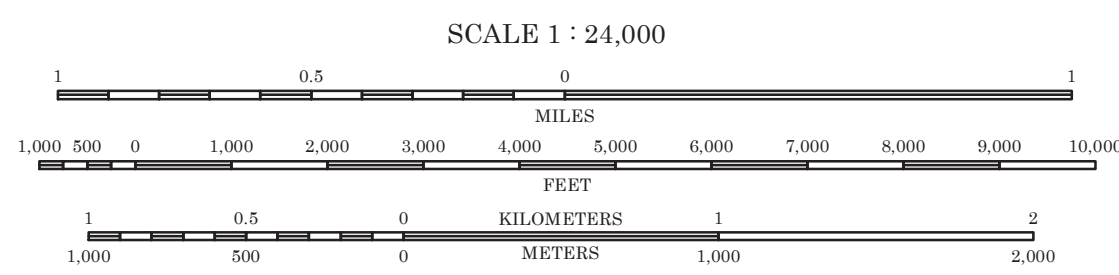 SCALE 1 : 24,000
1 0.5 0 1
MILES
1,000 500 0 1,000 2,000 3,000 4,000 5,000 6,000 7,000 8,000 9,000 10,000
FEET
1 0.5 0 KILOMETERS 1 2
1,000 500 0 METERS 1,000 2,000